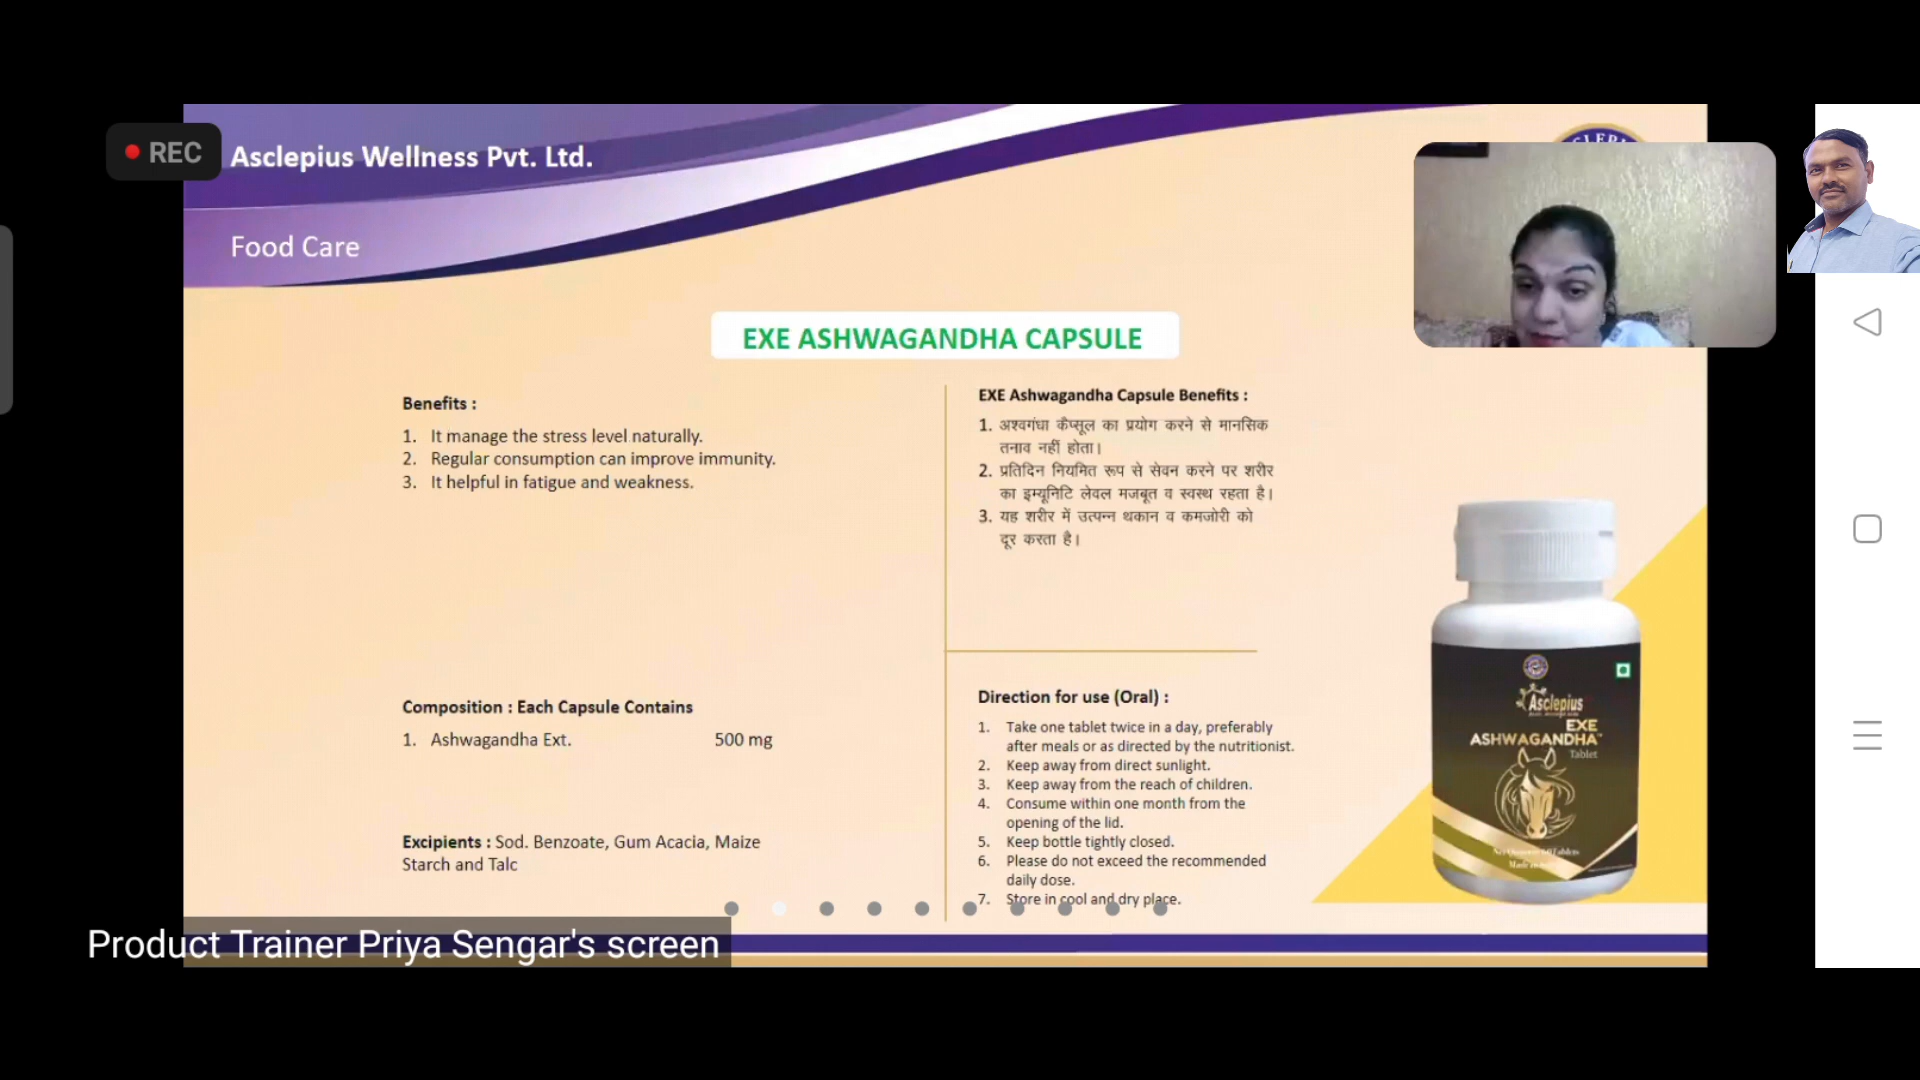 REC
Asclepius Wellness Pvt. Ltd.
Food Care
EXE ASHWAGANDHA CAPSULE
Benefits :
1. It manage the stress level naturally.
2. Regular consumption can improve immunity.
3. It helpful in fatigue and weakness.
Composition : Each Capsule Contains
1. Ashwagandha Ext. 500 mg
Excipients : Sod. Benzoate, Gum Acacia, Maize
Starch and Talc
EXE Ashwagandha Capsule Benefits :
1. अश्वगंधा कैप्सूल का प्रयोग करने से मानसिक
तनाव नहीं होता।
2. प्रतिदिन नियमित रूप से सेवन करने पर शरीर
का इम्यूनिटि लेवल मजबूत व स्वस्थ रहता है।
3. यह शरीर में उत्पन्न थकान व कमजोरी को
दूर करता है।
Direction for use (Oral) :
1. Take one tablet twice in a day, preferably
after meals or as directed by the nutritionist.
2. Keep away from direct sunlight.
3. Keep away from the reach of children.
4. Consume within one month from the
opening of the lid.
5. Keep bottle tightly closed.
6. Please do not exceed the recommended
daily dose.
7. Store in cool and dry place.
Asclepius
EXE
ASHWAGANDHA
Tablet
Product Trainer Priya Sengar's screen